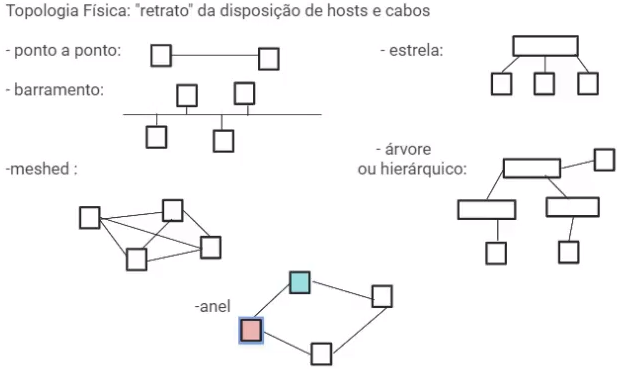 Topologia Física: "retrato" da disposição de hosts e cabos
- ponto a ponto:
- estrela:
- barramento:
- árvore
ou hierárquico:
-meshed :
-anel